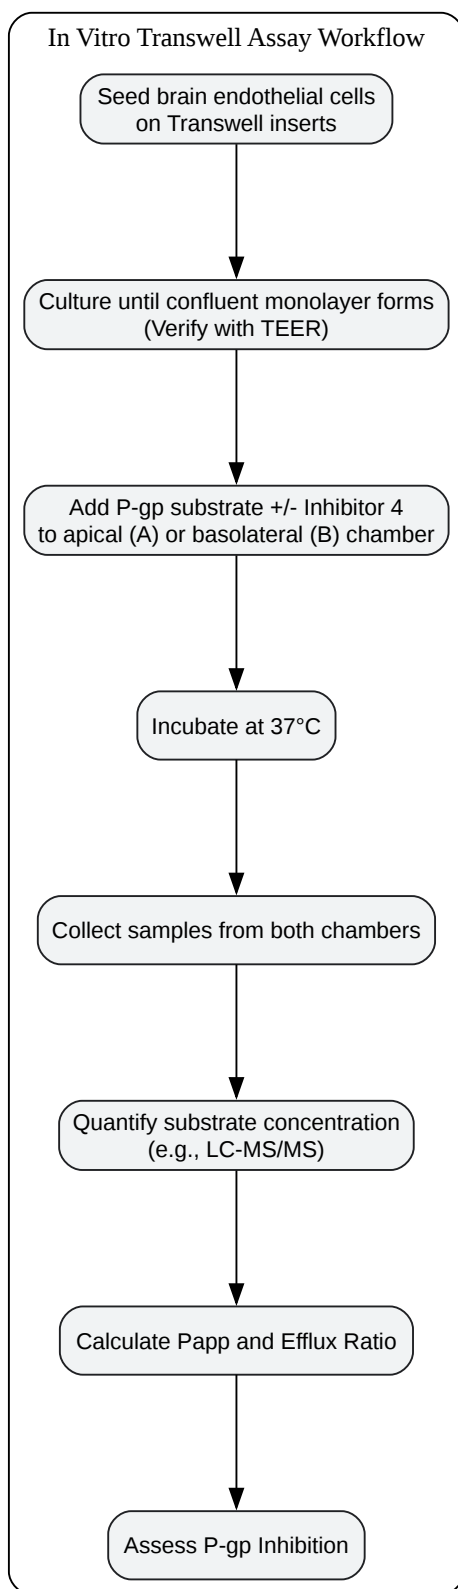 In Vitro Transwell Assay Workflow
Seed brain endothelial cells
on Transwell inserts
Culture until confluent monolayer forms
(Verify with TEER)
Add P-gp substrate +/- Inhibitor 4
to apical (A) or basolateral (B) chamber
Incubate at 37°C
Collect samples from both chambers
Quantify substrate concentration
(e.g., LC-MS/MS)
Calculate Papp and Efflux Ratio
Assess P-gp Inhibition